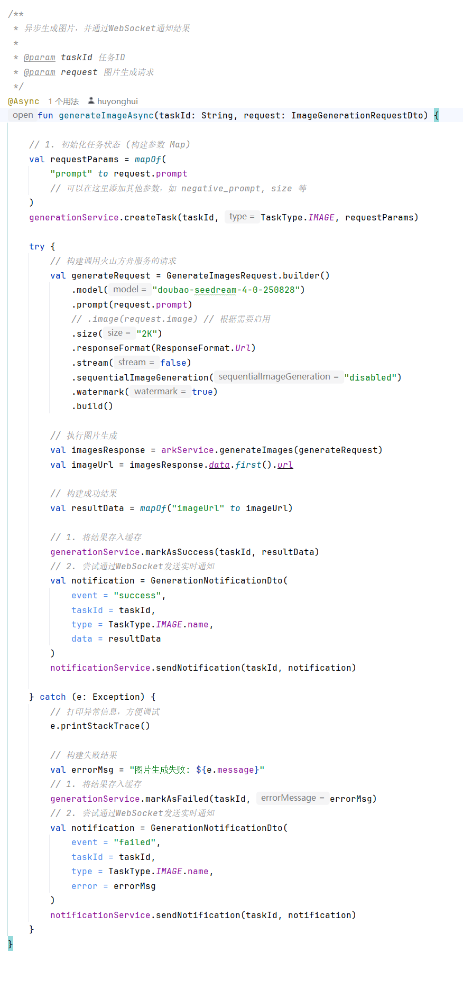 /**
 * 异步生成图片，并通过WebSocket通知结果
 *
 * @param taskId 任务ID
 * @param request 图片生成请求
 */
@Async 1 个用法 huyonghui
open fun generateImageAsync(taskId: String, request: ImageGenerationRequestDto) {

    // 1. 初始化任务状态 (构建参数 Map)
    val requestParams = mapOf(
        "prompt" to request.prompt
        // 可以在这里添加其他参数，如 negative_prompt, size 等
    )
    generationService.createTask(taskId, type = TaskType.IMAGE, requestParams)

    try {
        // 构建调用火山方舟服务的请求
        val generateRequest = GenerateImagesRequest.builder()
            .model( model = "doubao-seedream-4-0-250828")
            .prompt(request.prompt)
            // .image(request.image) // 根据需要启用
            .size( size = "2K")
            .responseFormat(ResponseFormat.Url)
            .stream( stream = false)
            .sequentialImageGeneration( sequentialImageGeneration = "disabled")
            .watermark( watermark = true)
            .build()

        // 执行图片生成
        val imagesResponse = arkService.generateImages(generateRequest)
        val imageUrl = imagesResponse.data.first().url

        // 构建成功结果
        val resultData = mapOf("imageUrl" to imageUrl)

        // 1. 将结果存入缓存
        generationService.markAsSuccess(taskId, resultData)
        // 2. 尝试通过WebSocket发送实时通知
        val notification = GenerationNotificationDto(
            event = "success",
            taskId = taskId,
            type = TaskType.IMAGE.name,
            data = resultData
        )
        notificationService.sendNotification(taskId, notification)

    } catch (e: Exception) {
        // 打印异常信息，方便调试
        e.printStackTrace()

        // 构建失败结果
        val errorMsg = "图片生成失败: ${e.message}"
        // 1. 将结果存入缓存
        generationService.markAsFailed(taskId, errorMessage = errorMsg)
        // 2. 尝试通过WebSocket发送实时通知
        val notification = GenerationNotificationDto(
            event = "failed",
            taskId = taskId,
            type = TaskType.IMAGE.name,
            error = errorMsg
        )
        notificationService.sendNotification(taskId, notification)
    }
}